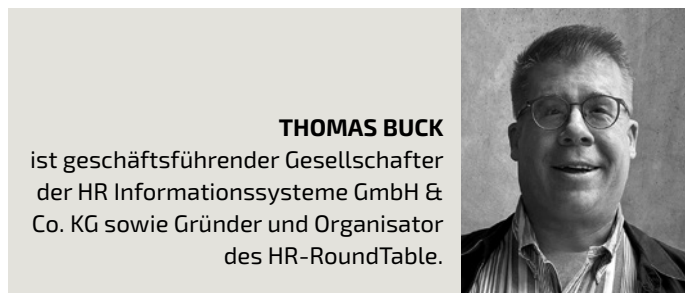 THOMAS BUCK
ist geschäftsführender Gesellschafter
der HR Informationssysteme GmbH &
Co. KG sowie Gründer und Organisator
des HR-RoundTable.